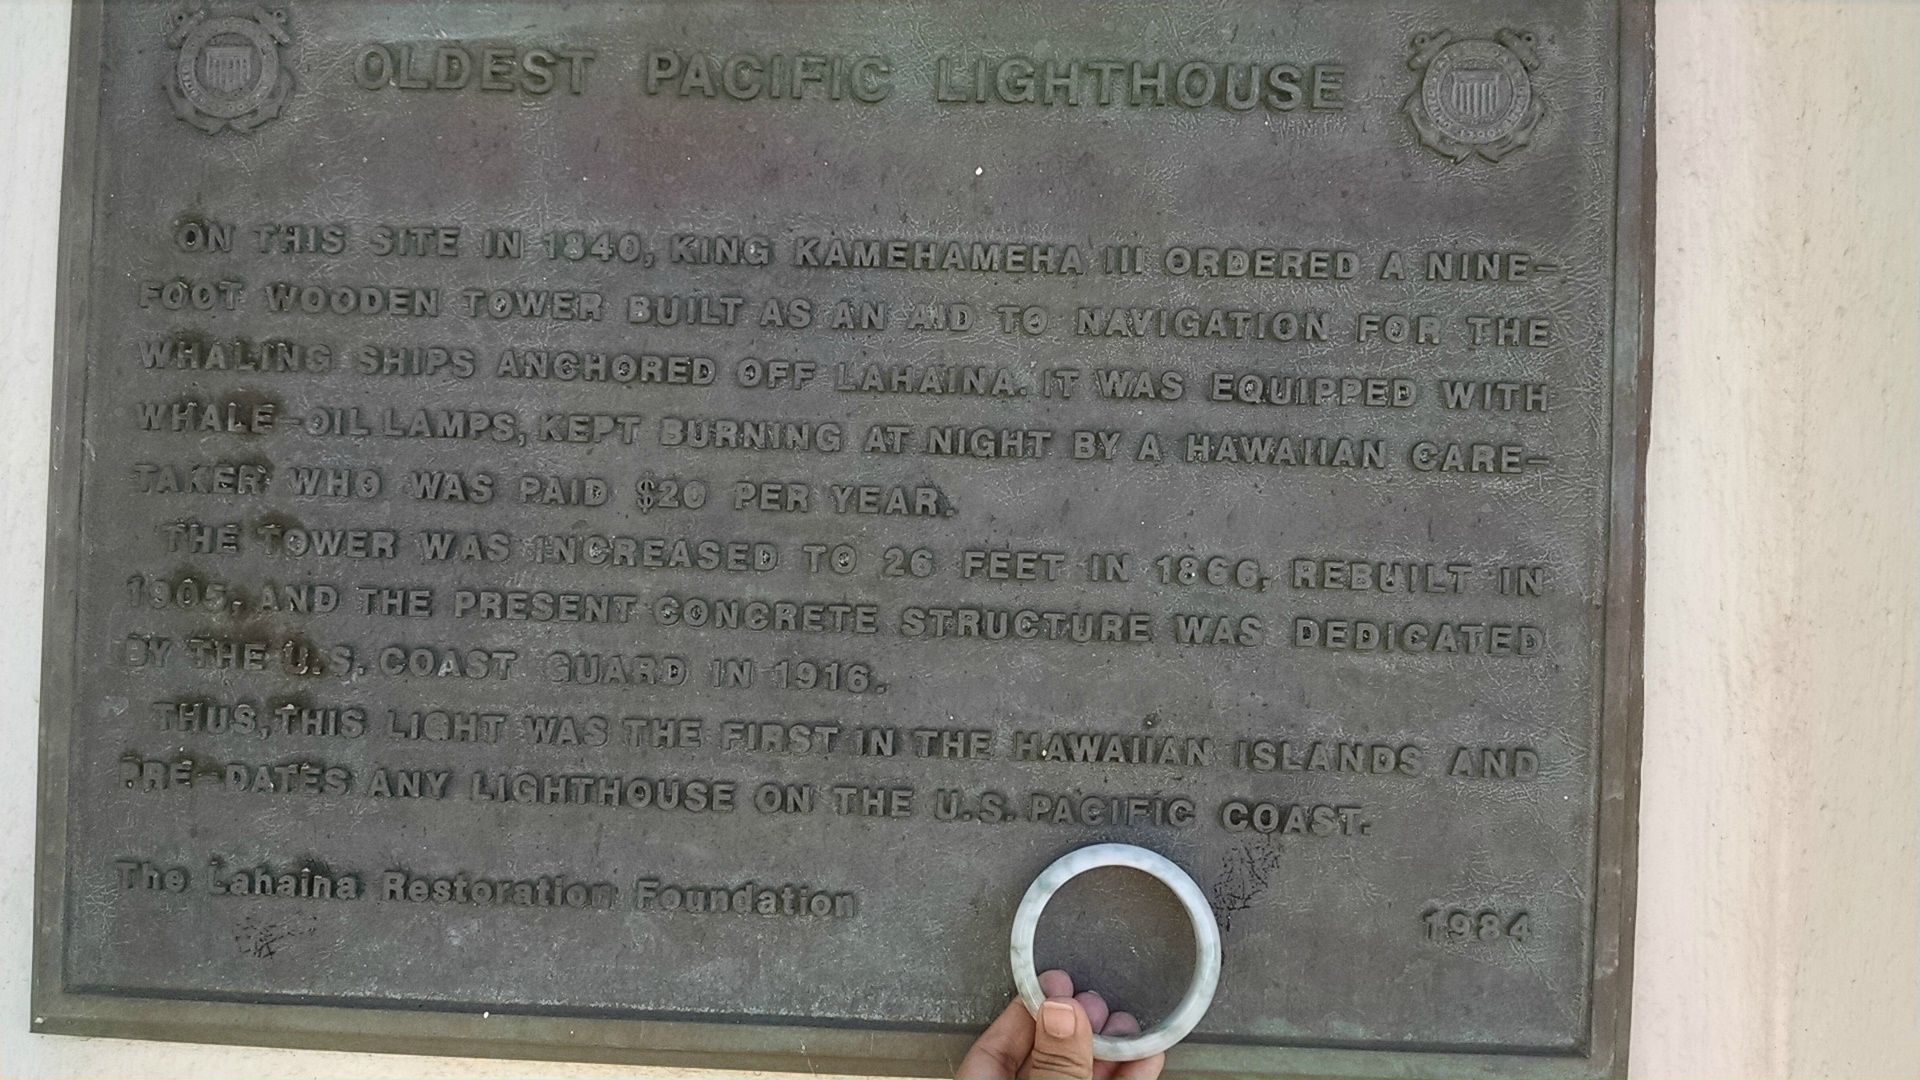 OLDEST PACIFIC LIGHTHOUSE
ON THIS SITE IN 1840, KING KAMEHAMEHA III ORDERED A NINE-
FOOT WOODEN TOWER BUILT AS AN AID TO NAVIGATION FOR THE
WHALING SHIPS ANCHORED OFF LAHAINA. IT WAS EQUIPPED WITH
WHALE-OIL LAMPS, KEPT BURNING AT NIGHT BY A HAWAIIAN CARE-
TAKER WHO WAS PAID $20 PER YEAR.
THE TOWER WAS INCREASED TO 26 FEET IN 1866, REBUILT IN
1905, AND THE PRESENT CONCRETE STRUCTURE WAS DEDICATED
BY THE U.S. COAST GUARD IN 1916.
THUS, THIS LIGHT WAS THE FIRST IN THE HAWAIIAN ISLANDS AND
PRE-DATES ANY LIGHTHOUSE ON THE U.S. PACIFIC COAST.
The Lahaina Restoration Foundation
1984